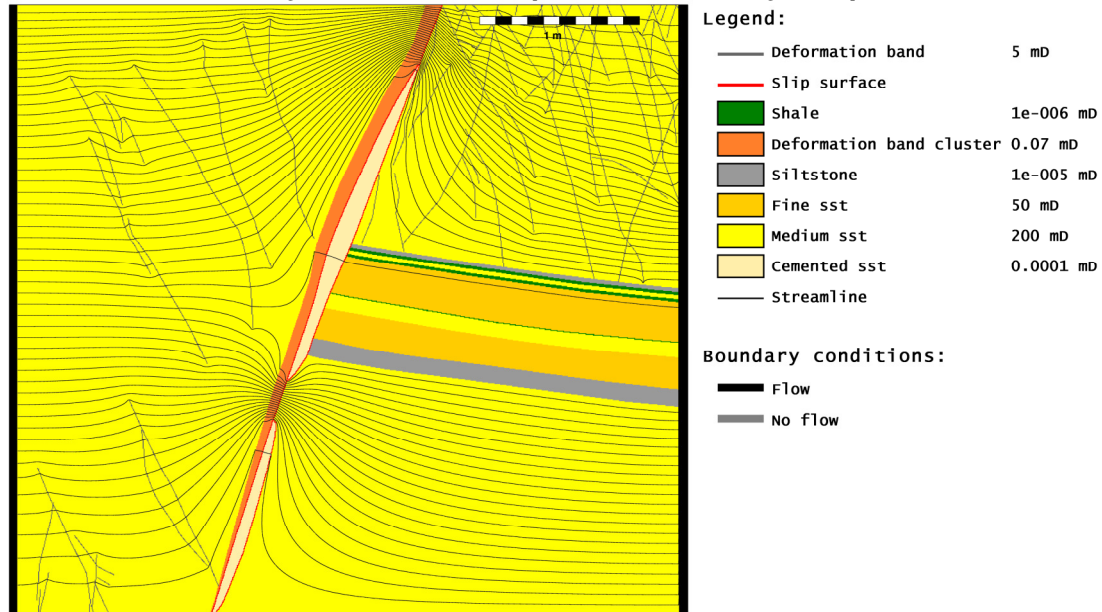 1 m
Legend:
Deformation band 5 mD
Slip surface
Shale 1e-006 mD
Deformation band cluster 0.07 mD
Siltstone 1e-005 mD
Fine sst 50 mD
Medium sst 200 mD
Cemented sst 0.0001 mD
Streamline
Boundary conditions:
Flow
No flow